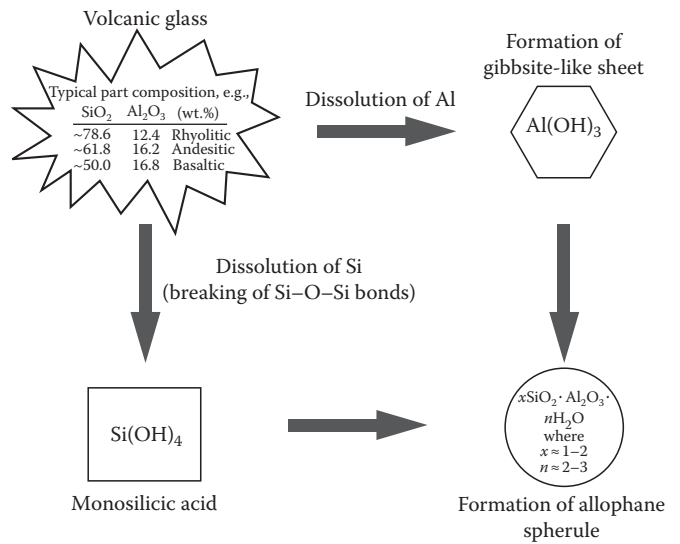 Volcanic glass
Typical part composition, e.g.,
SiO₂ Al₂O₃ (wt.%)
~78.6 12.4 Rhyolitic
~61.8 16.2 Andesitic
~50.0 16.8 Basaltic
Dissolution of Al
Formation of
gibbsite-like sheet
Al(OH)₃
Dissolution of Si
(breaking of Si–O–Si bonds)
Si(OH)₄
Monosilicic acid
xSiO₂· Al₂O₃·
nH₂O
where
x ≈ 1–2
n ≈ 2–3
Formation of allophane
spherule